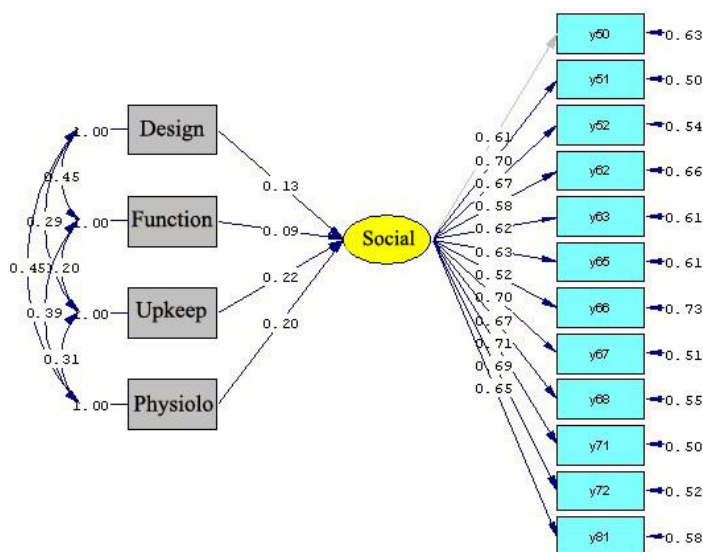 y50 0.63
y51 0.50
0.61
1.00 Design y52 0.54
0.70
0.67 y62 0.66
0.45 0.58
0.13
0.29 1.00 Function 0.09 Social 0.62 y63 0.61
0.63 y65 0.61
0.45 0.20 0.22 0.52
0.39 1.00 Upkeep 0.70 y66 0.73
0.20 0.67
0.31 0.71 y67 0.51
0.69
0.65
1.00 Physiolo y68 0.55
y71 0.50
y72 0.52
y81 0.58